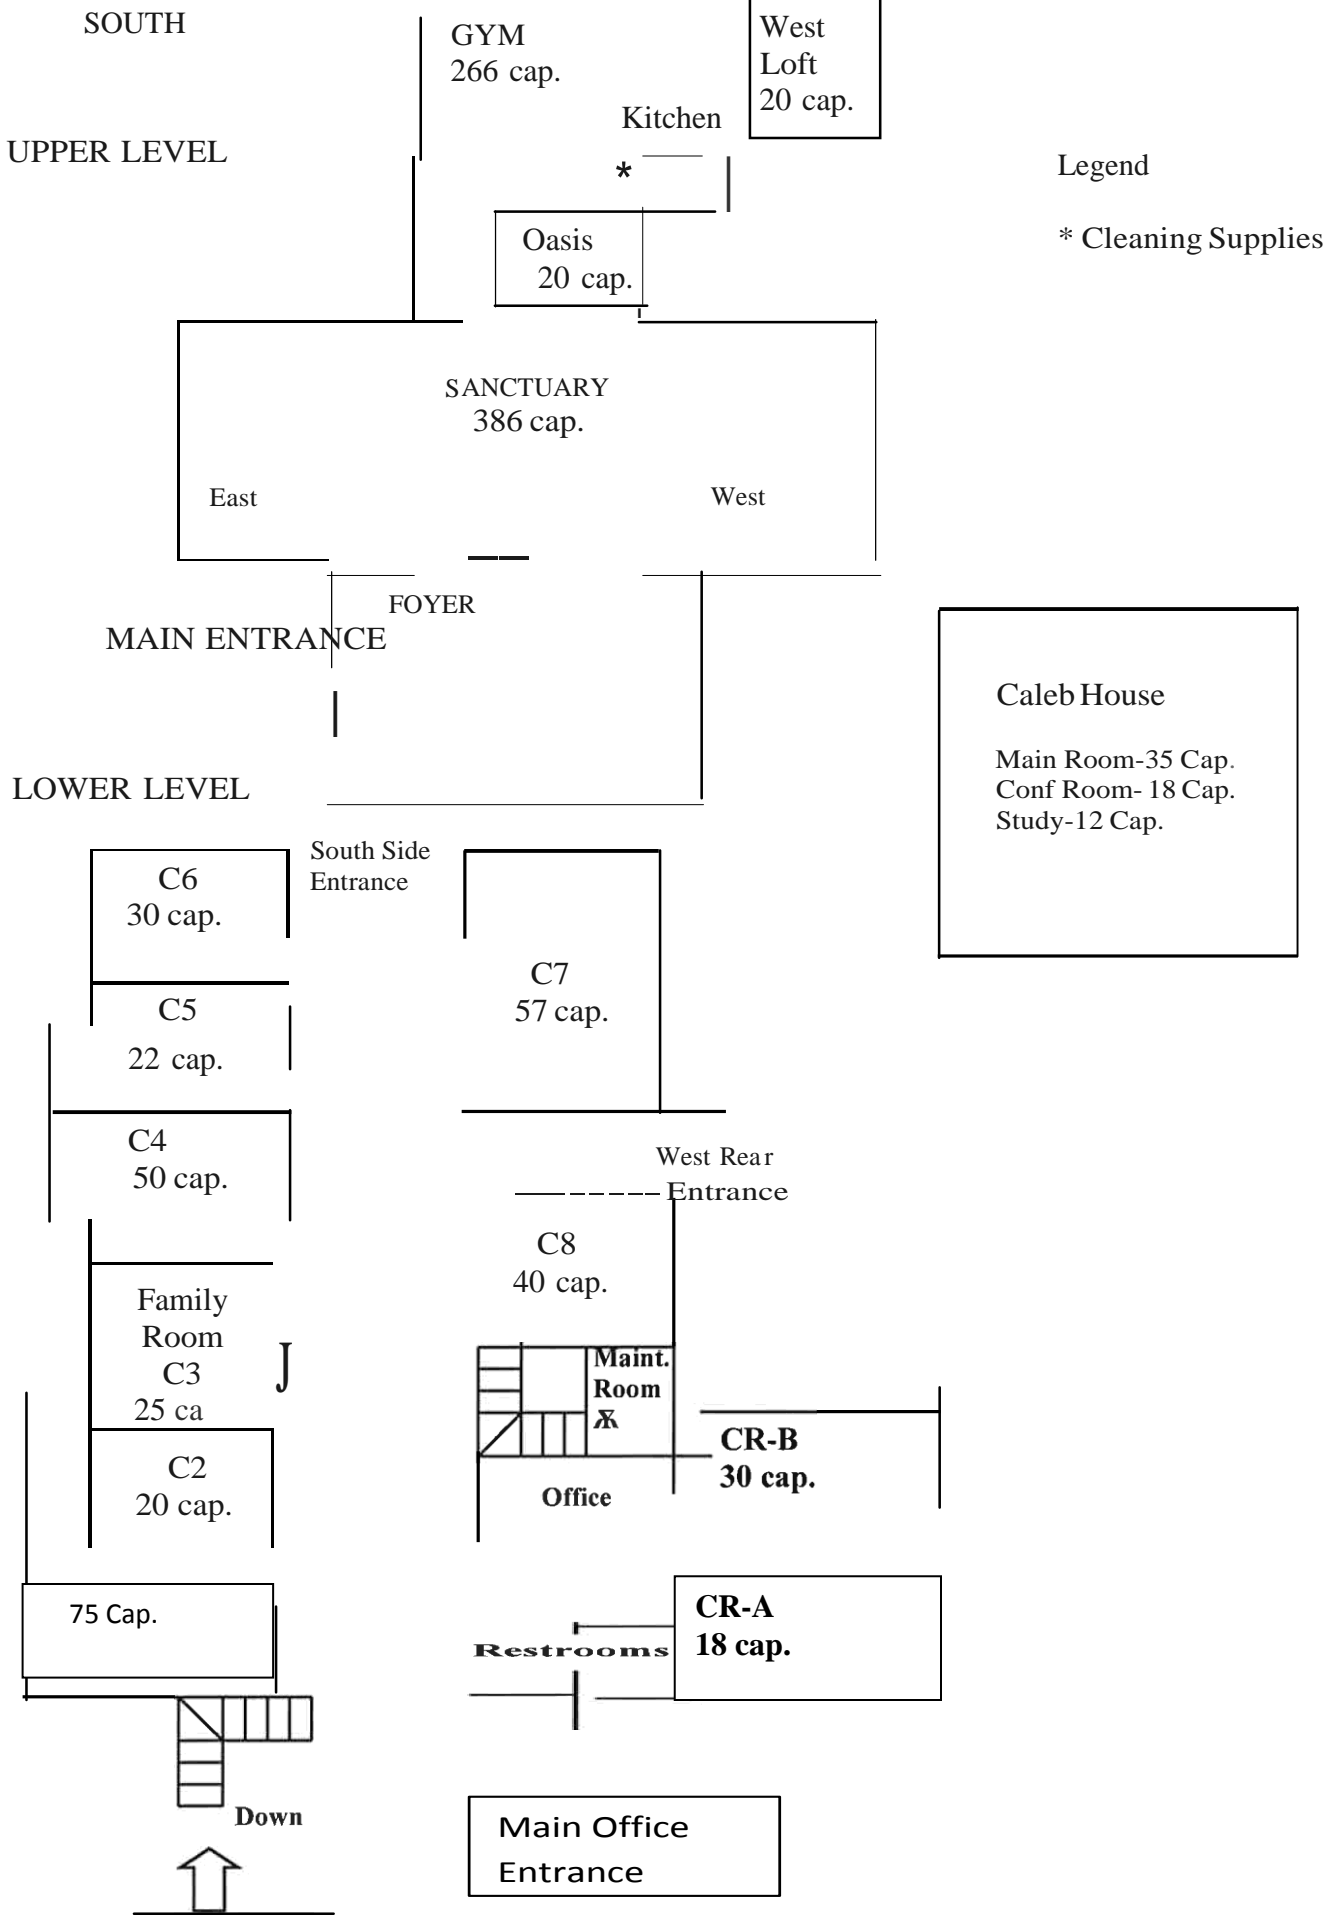 SOUTH
GYM
266 cap.
West
Loft
20 cap.
Kitchen
UPPER LEVEL
*
Legend
* Cleaning Supplies
Oasis
20 cap.
SANCTUARY
386 cap.
East
West
FOYER
MAIN ENTRANCE
Caleb House
Main Room-35 Cap.
Conf Room- 18 Cap.
Study-12 Cap.
LOWER LEVEL
South Side
Entrance
C6
30 cap.
C7
57 cap.
C5
22 cap.
C4
50 cap.
West Rear
Entrance
C8
40 cap.
Family
Room
C3
25 ca
J
Maint.
Room
Ж
CR-B
30 cap.
C2
20 cap.
Office
75 Cap.
CR-A
18 cap.
Restrooms
Down
Main Office
Entrance